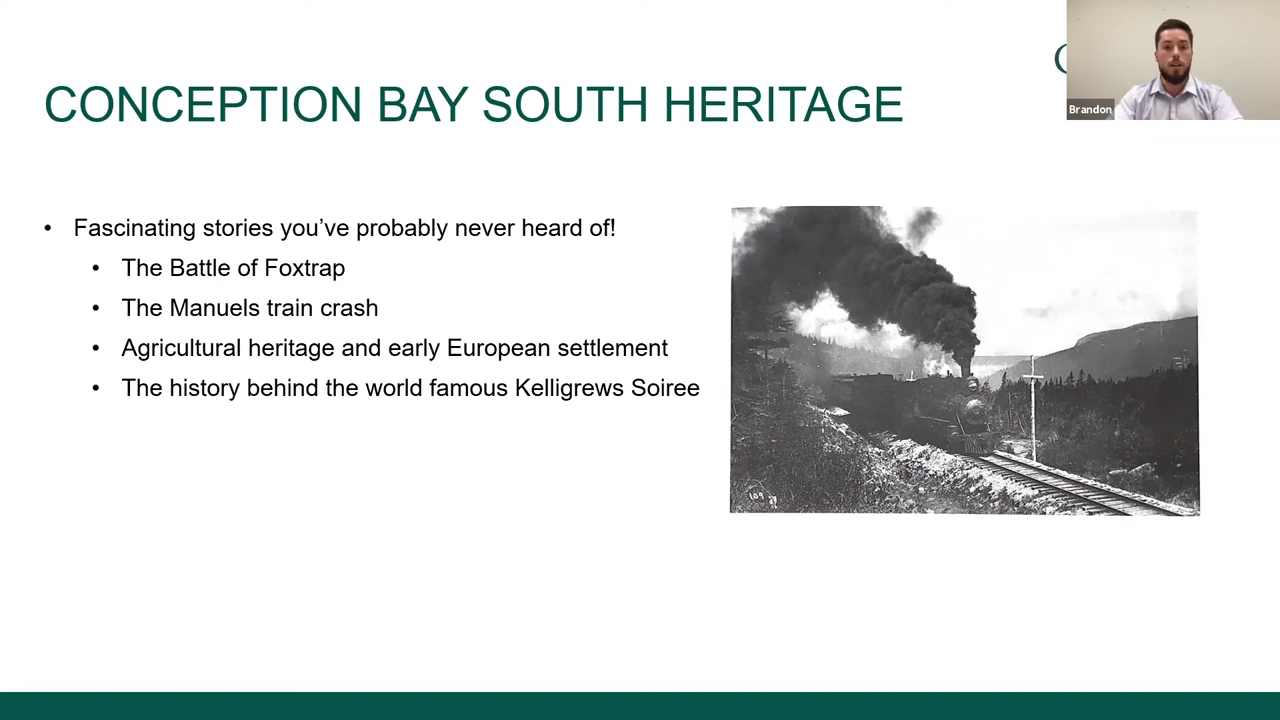 CONCEPTION BAY SOUTH HERITAGE
Brandon
• Fascinating stories you’ve probably never heard of!
• The Battle of Foxtrap
• The Manuels train crash
• Agricultural heritage and early European settlement
• The history behind the world famous Kelligrews Soiree
109